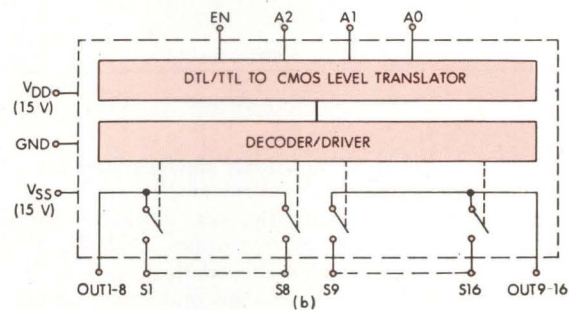 EN A2 A1 A0
DTL/TTL TO CMOS LEVEL TRANSLATOR
VDD
(15 V)
DECODER/DRIVER
GND
VSS
(15 V)
OUT1-8 S1 S8 S9 S16 OUT9-16
(b)